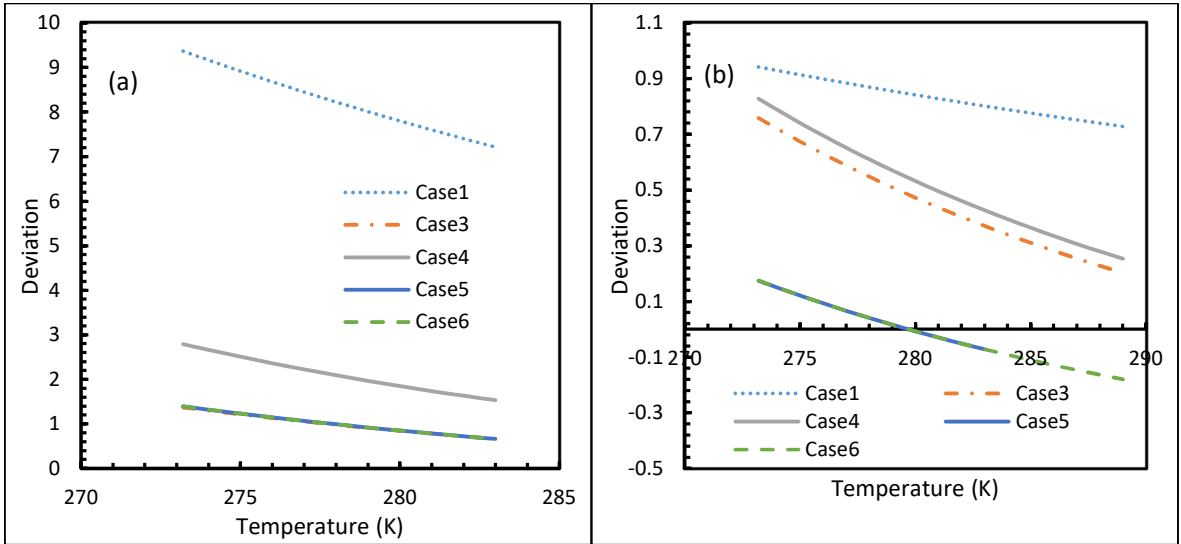 10
9
8
7
6
5
4
3
2
1
0
Deviation
(a)
Case1
Case3
Case4
Case5
Case6
270
275
280
285
Temperature (K)
1.1
0.9
0.7
0.5
0.3
0.1
-0.1
-0.3
-0.5
Deviation
(b)
270
275
280
285
290
Case1 Case3
Case4 Case5
Case6
Temperature (K)